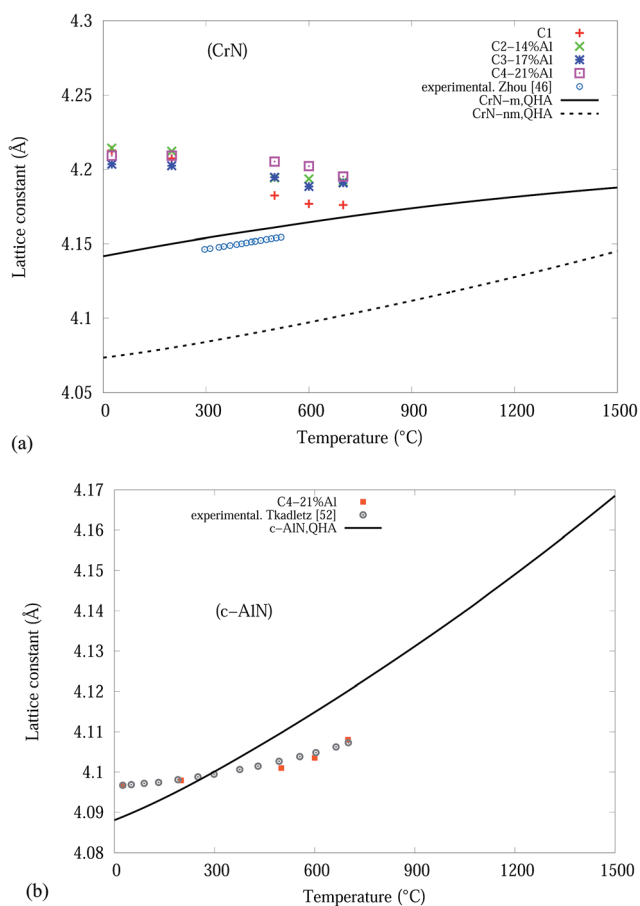 4.3
4.25
4.2
4.15
4.1
4.05
Lattice constant (Å)
(CrN)
C1
C2−14%Al
C3−17%Al
C4−21%Al
experimental. Zhou [46]
CrN−m,QHA
CrN−nm,QHA
0 300 600 900 1200 1500
Temperature (°C)
(a)
4.17
4.16
4.15
4.14
4.13
4.12
4.11
4.1
4.09
4.08
Lattice constant (Å)
C4−21%Al
experimental. Tkadletz [52]
c−AlN,QHA
(c−AlN)
0 300 600 900 1200 1500
Temperature (°C)
(b)